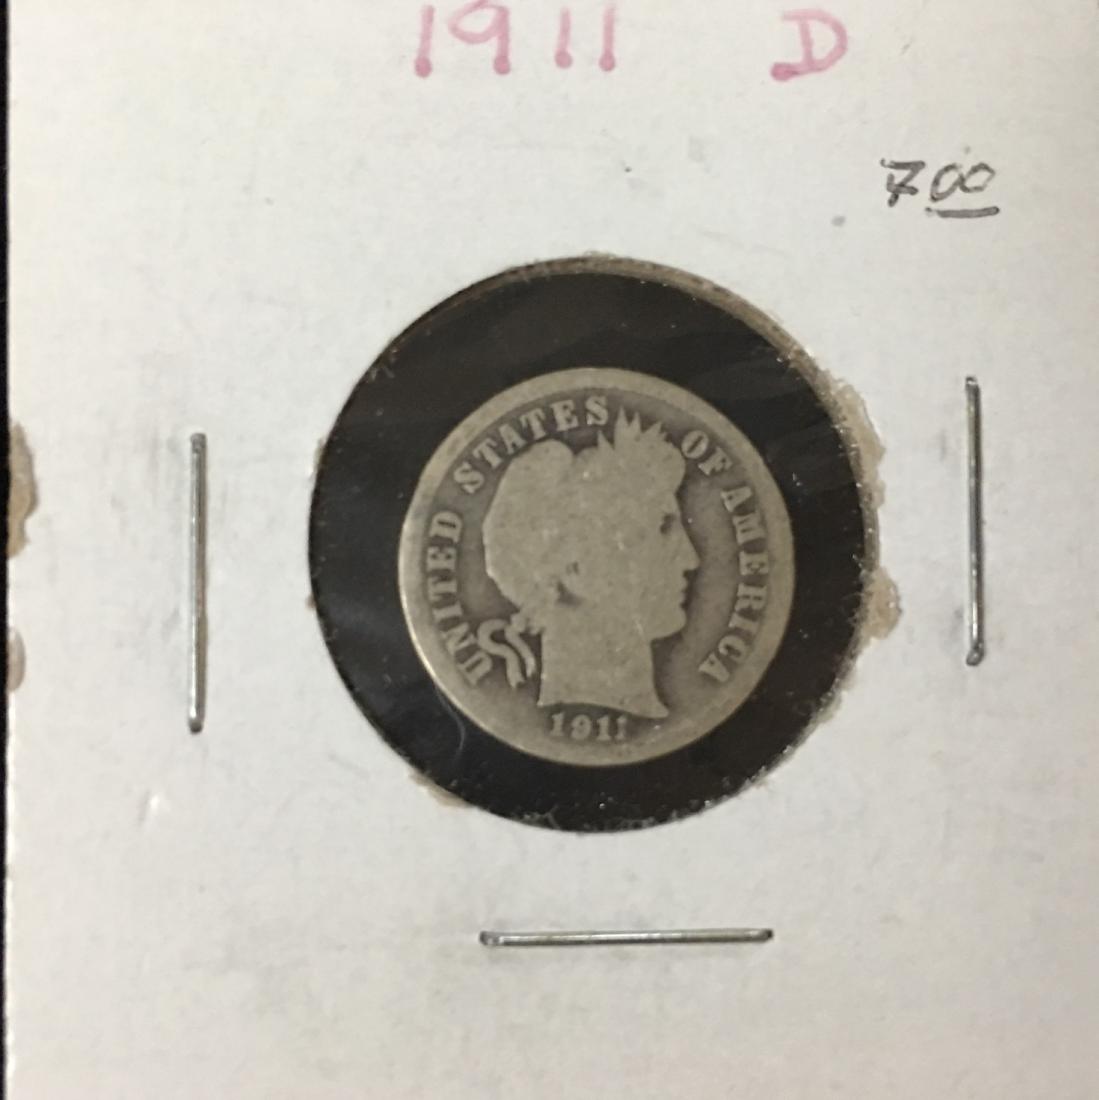 1911 D
7.00
UNITED STATES OF AMERICA
1911